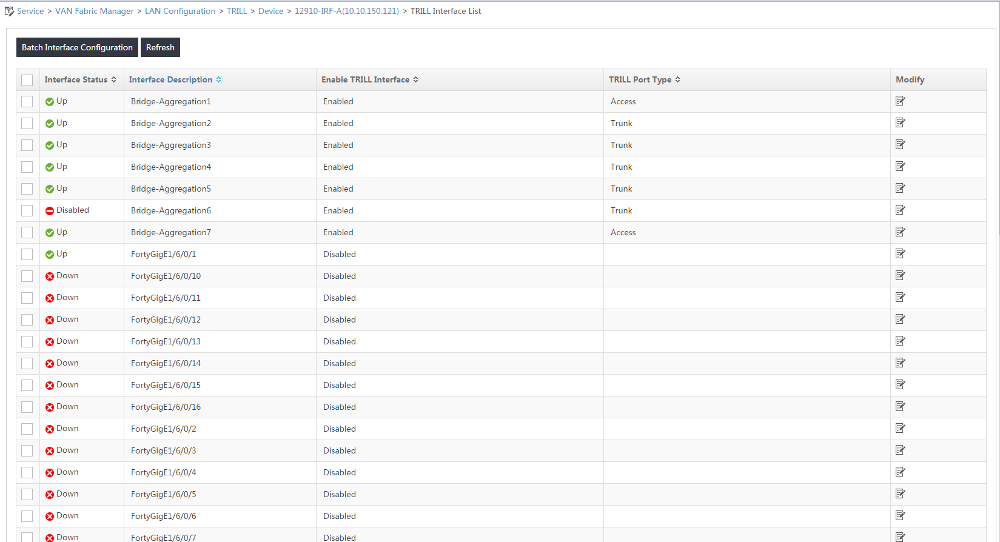 Service > VAN Fabric Manager > LAN Configuration > TRILL > Device > 12910-IRF-A(10.10.150.121) > TRILL Interface List
Batch Interface Configuration Refresh
Interface Status Interface Description Enable TRILL Interface TRILL Port Type Modify
Up Bridge-Aggregation1 Enabled Access
Up Bridge-Aggregation2 Enabled Trunk
Up Bridge-Aggregation3 Enabled Trunk
Up Bridge-Aggregation4 Enabled Trunk
Up Bridge-Aggregation5 Enabled Trunk
Disabled Bridge-Aggregation6 Enabled Trunk
Up Bridge-Aggregation7 Enabled Access
Up FortyGigE1/6/0/1 Disabled
Down FortyGigE1/6/0/10 Disabled
Down FortyGigE1/6/0/11 Disabled
Down FortyGigE1/6/0/12 Disabled
Down FortyGigE1/6/0/13 Disabled
Down FortyGigE1/6/0/14 Disabled
Down FortyGigE1/6/0/15 Disabled
Down FortyGigE1/6/0/16 Disabled
Down FortyGigE1/6/0/2 Disabled
Down FortyGigE1/6/0/3 Disabled
Down FortyGigE1/6/0/4 Disabled
Down FortyGigE1/6/0/5 Disabled
Down FortyGigE1/6/0/6 Disabled
Down FortyGigE1/6/0/7 Disabled